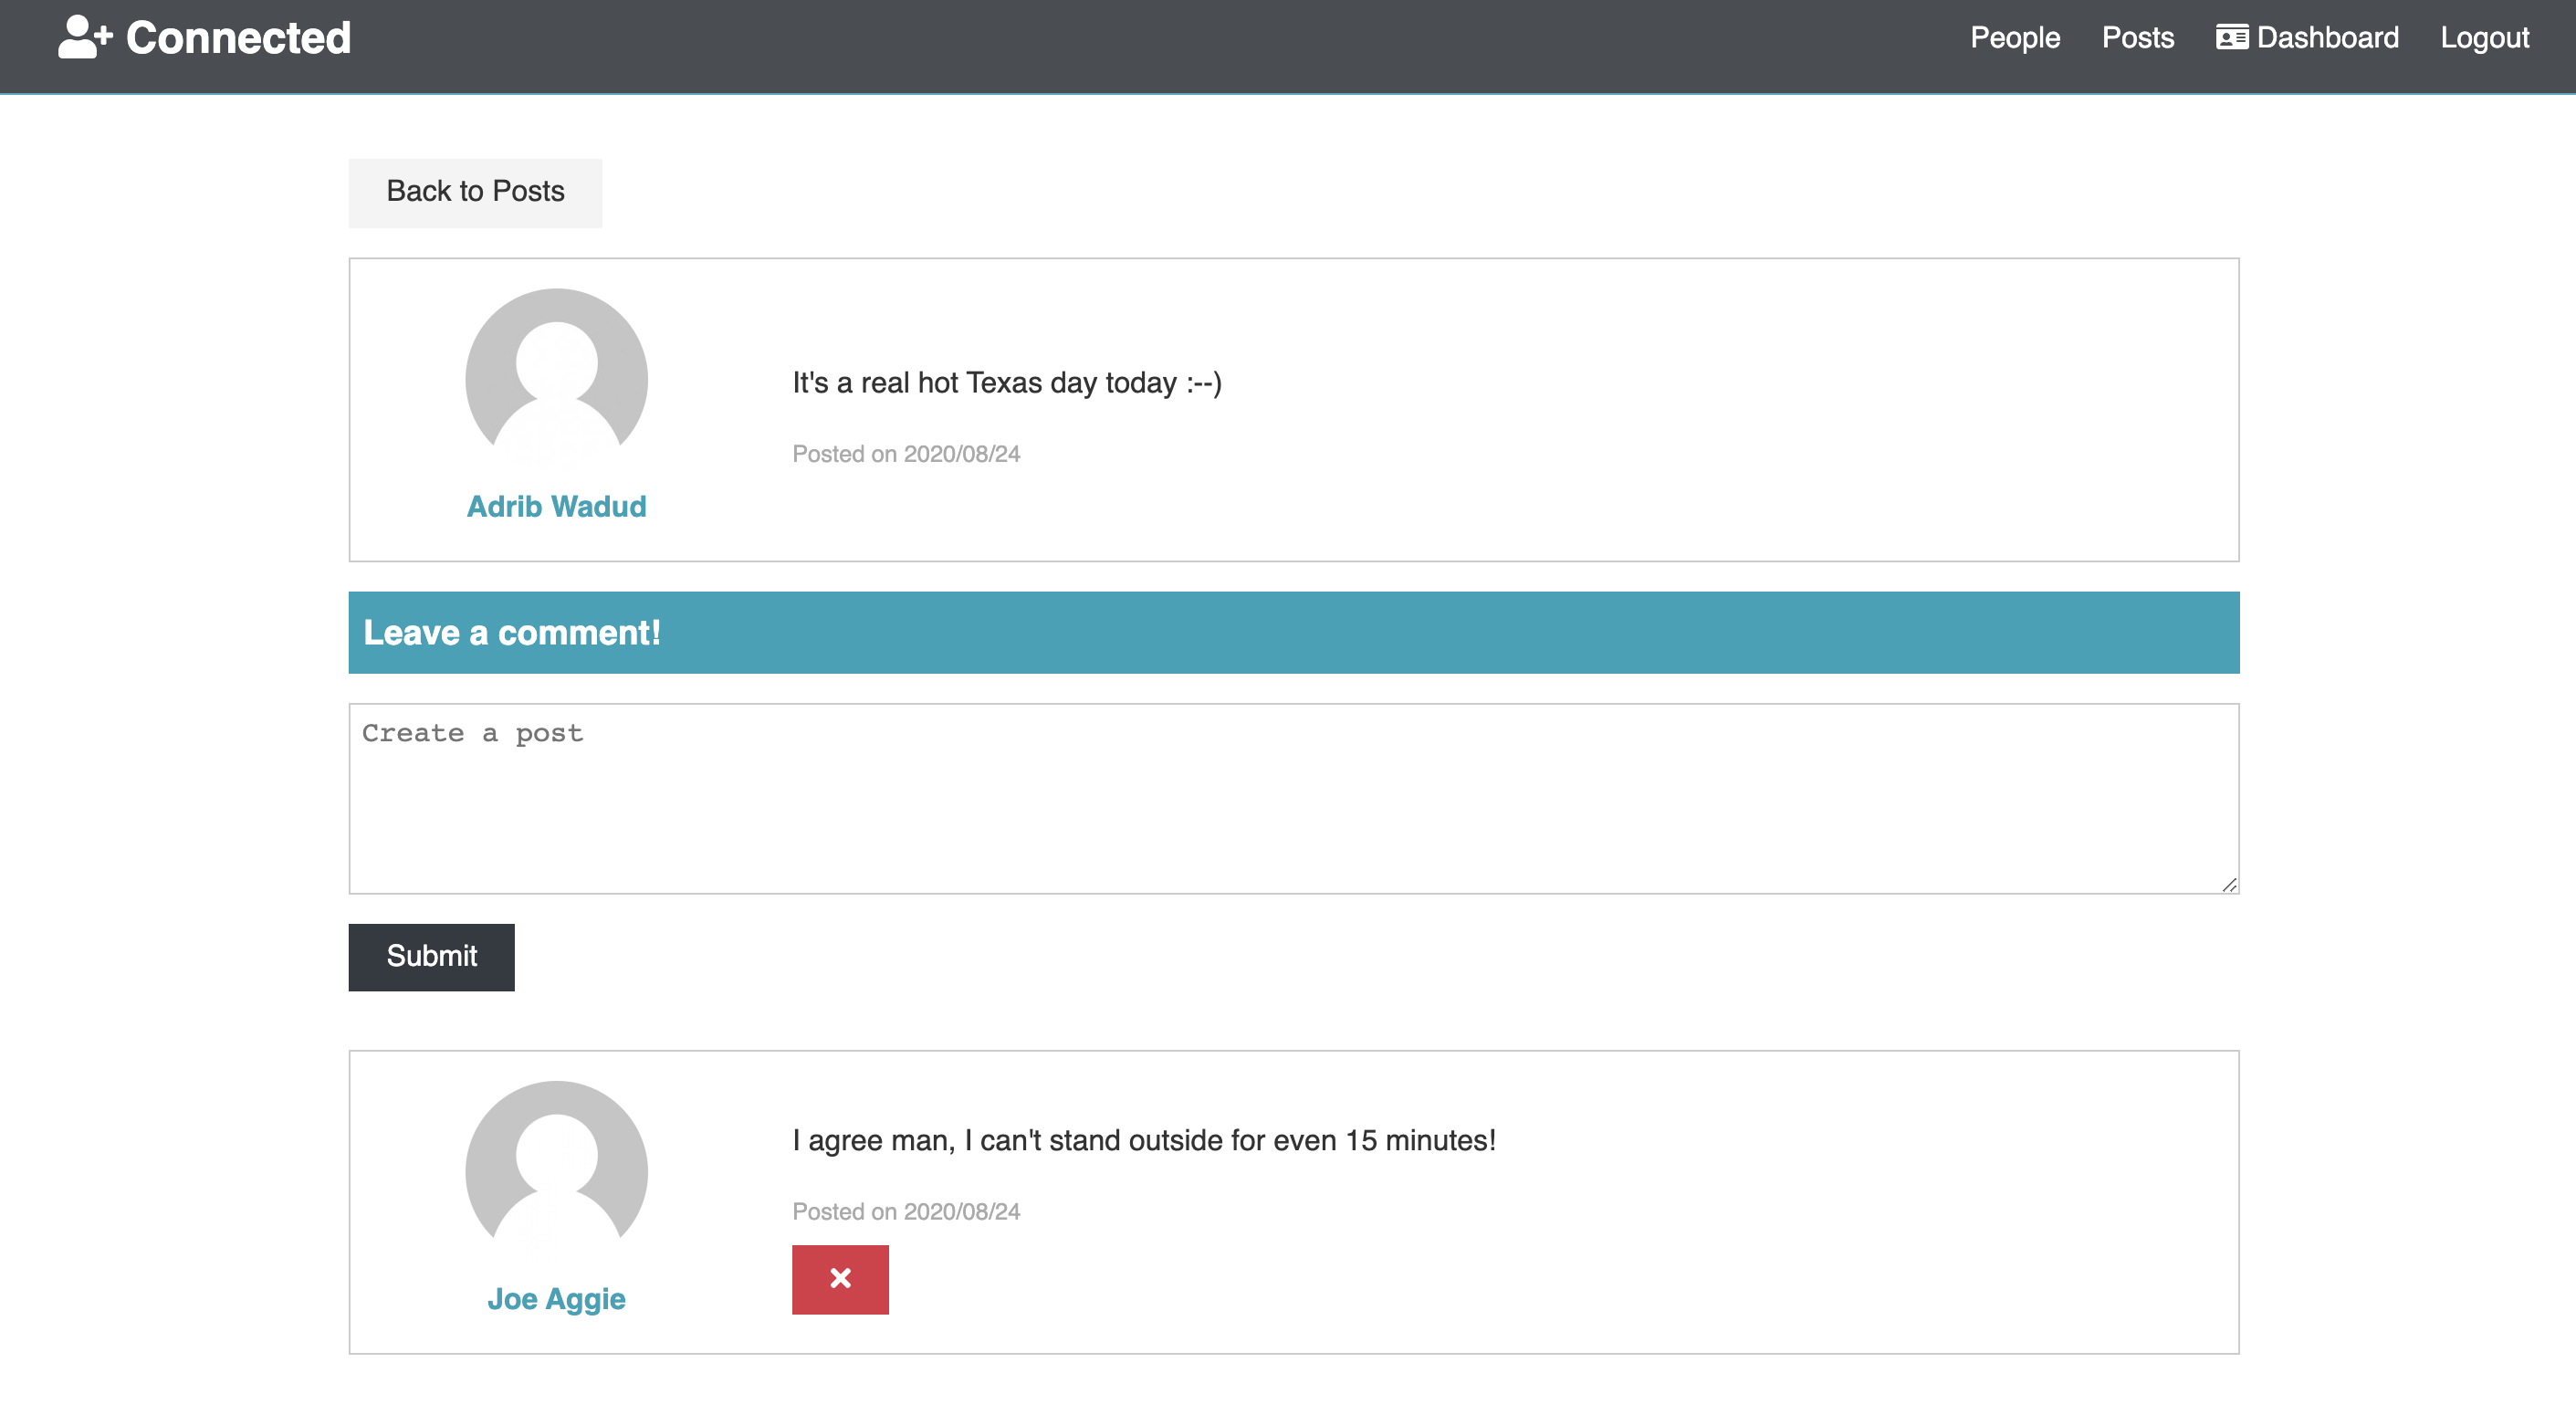 Connected
People Posts Dashboard Logout
Back to Posts
It's a real hot Texas day today :--)
Posted on 2020/08/24
Adrib Wadud
Leave a comment!
Create a post
Submit
I agree man, I can't stand outside for even 15 minutes!
Posted on 2020/08/24
Joe Aggie